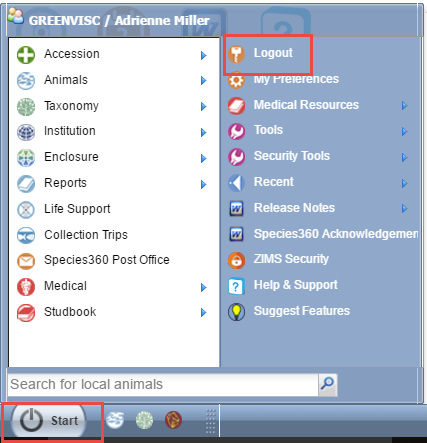 GREENVISC / Adrienne Miller
Accession
Animals
Taxonomy
Institution
Enclosure
Reports
Life Support
Collection Trips
Species360 Post Office
Medical
Studbook
Logout
My Preferences
Medical Resources
Tools
Security Tools
Recent
Release Notes
Species360 Acknowledgemen
ZIMS Security
Help & Support
Suggest Features
Search for local animals
Start